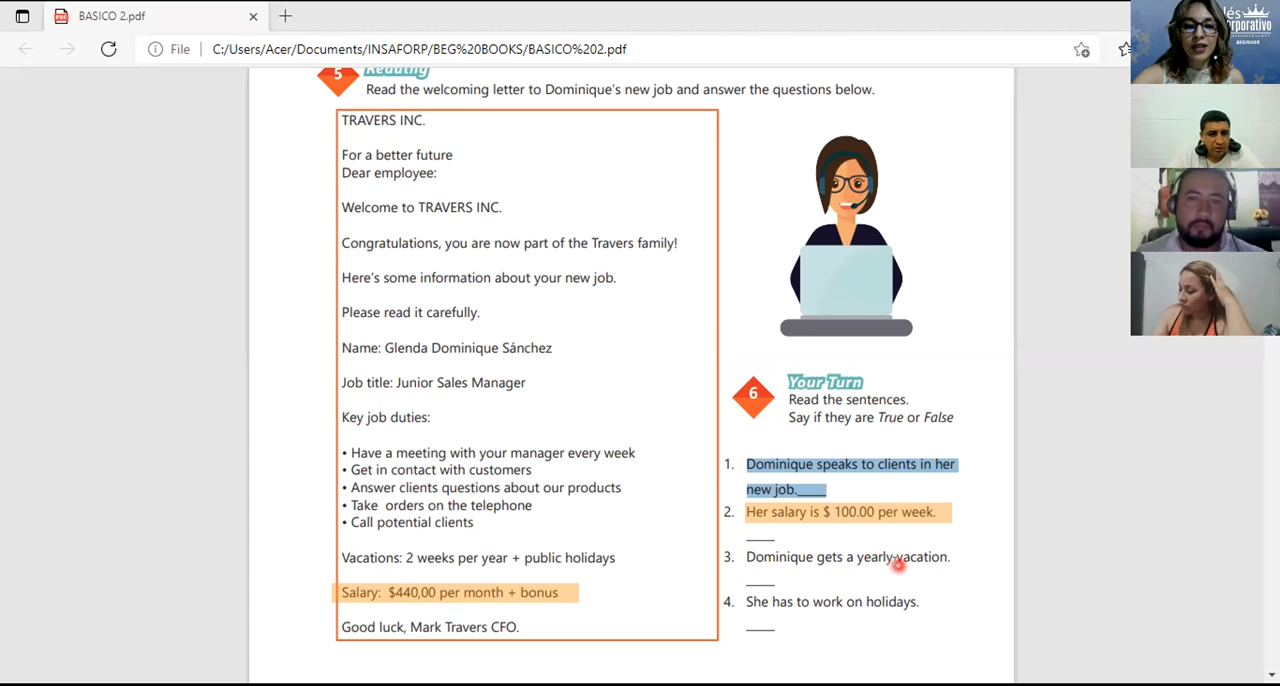 BASICO 2.pdf
File
C:/Users/Acer/Documents/INSAFORP/BEG%20BOOKS/BASICO%202.pdf
lés
corporativo
BEGINNER
5 Reading
Read the welcoming letter to Dominique's new job and answer the questions below.
TRAVERS INC.
For a better future
Dear employee:
Welcome to TRAVERS INC.
Congratulations, you are now part of the Travers family!
Here's some information about your new job.
Please read it carefully.
Name: Glenda Dominique Sánchez
Job title: Junior Sales Manager
Key job duties:
• Have a meeting with your manager every week
• Get in contact with customers
• Answer clients questions about our products
• Take orders on the telephone
• Call potential clients
Vacations: 2 weeks per year + public holidays
Salary: $440,00 per month + bonus
Good luck, Mark Travers CFO.
6 Your Turn
Read the sentences.
Say if they are True or False
1. Dominique speaks to clients in her
new job.____
2. Her salary is $ 100.00 per week.
____
3. Dominique gets a yearly vacation.
____
4. She has to work on holidays.
____